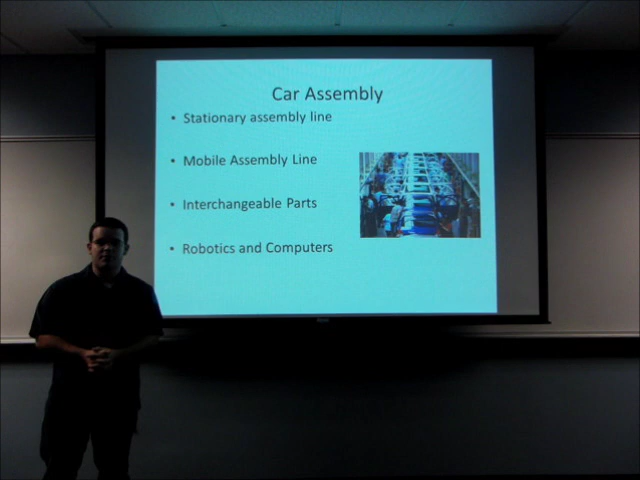 Car Assembly
• Stationary assembly line
• Mobile Assembly Line
• Interchangeable Parts
• Robotics and Computers